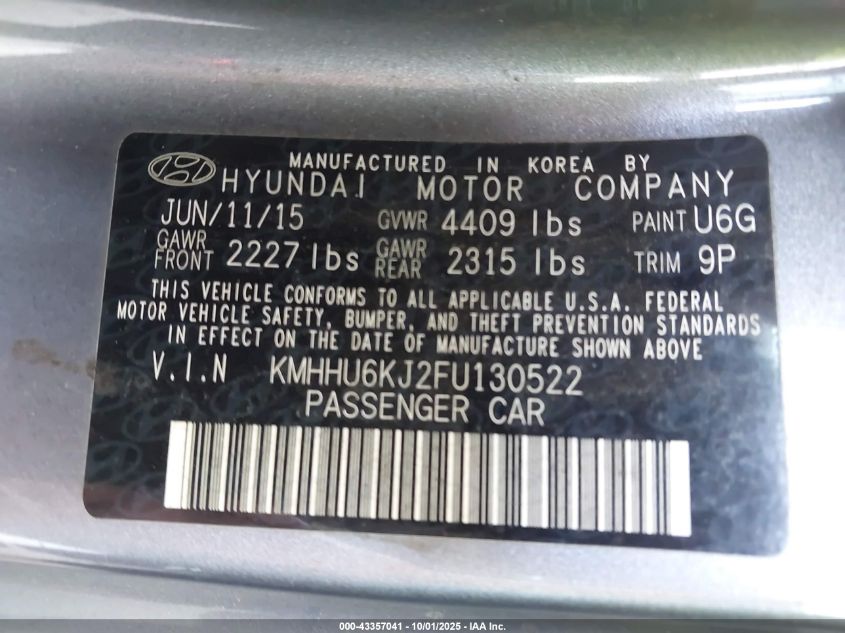 MANUFACTURED IN KOREA BY
HYUNDAI MOTOR COMPANY
JUN/11/15 GVWR 4409 lbs PAINT U6G
GAWR FRONT 2227 lbs GAWR REAR 2315 lbs TRIM 9P
THIS VEHICLE CONFORMS TO ALL APPLICABLE U.S.A. FEDERAL
MOTOR VEHICLE SAFETY, BUMPER, AND THEFT PREVENTION STANDARDS
IN EFFECT ON THE DATE OF MANUFACTURE SHOWN ABOVE
V.I.N KMHHU6KJ2FU130522
PASSENGER CAR
000-43357041 - 10/01/2025 - IAA Inc.